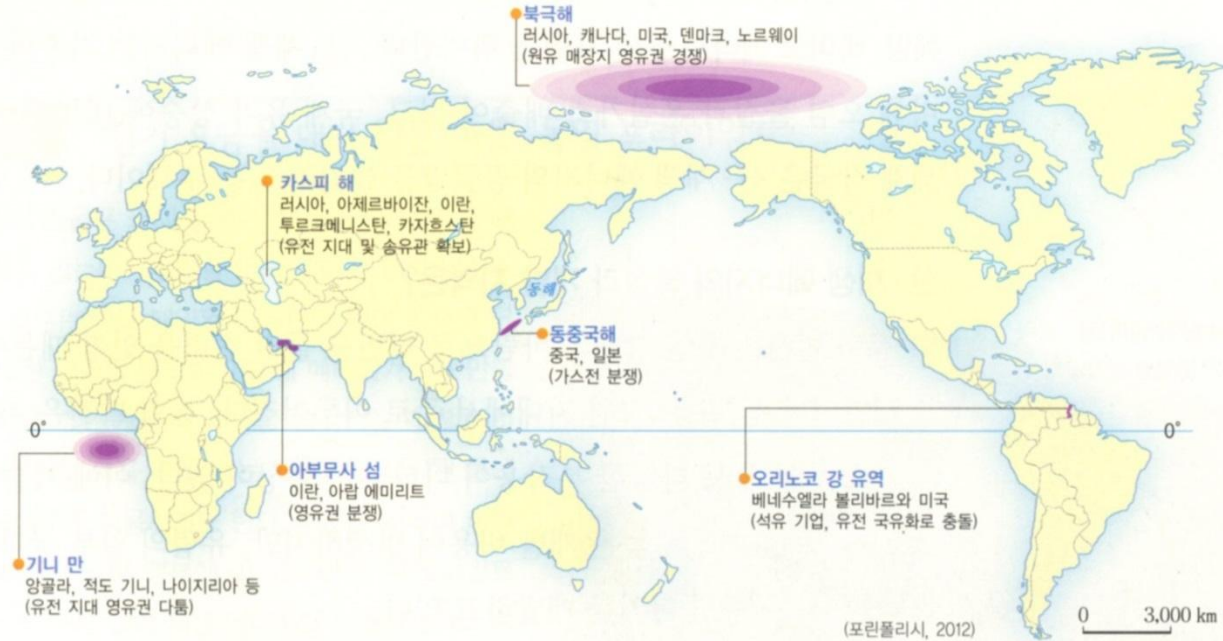 북극해
러시아, 캐나다, 미국, 덴마크, 노르웨이
(원유 매장지 영유권 경쟁)
카스피 해
러시아, 아제르바이잔, 이란,
투르크메니스탄, 카자흐스탄
(유전 지대 및 송유관 확보)
동해
동중국해
중국, 일본
(가스전 분쟁)
0°
0°
아부무사 섬
이란, 아랍 에미리트
(영유권 분쟁)
오리노코 강 유역
베네수엘라 볼리바르와 미국
(석유 기업, 유전 국유화로 충돌)
기니 만
앙골라, 적도 기니, 나이지리아 등
(유전 지대 영유권 다툼)
(포린폴리시, 2012)
0 3,000 km